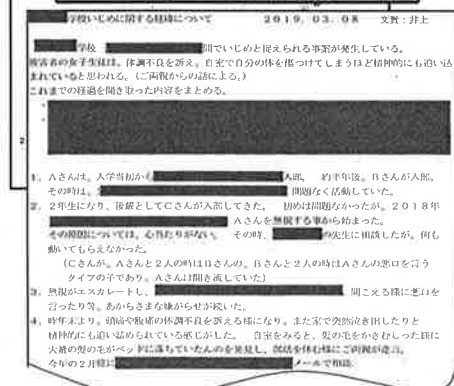 学校いじめに関する経緯について 2019.03.08 文責：井上
学校 間でいじめと捉えられる事案が発生している。
被害者の女子生徒は、体調不良を訴え、自室で自分の体を傷つけてしまうほど精神的にも追い込
まれていると思われる。（ご両親からの話による。）
これまでの経過を聞き取った内容をまとめる。
1、Aさんは、入学当初から 入部。 約半年後、Bさんが入部。
その時は、 問題なく活動していた。
2、2年生になり、後輩としてCさんが入部してきた。 初めは問題なかったが、2018年
Aさんを無視する事から始まった。
その原因については、心当たりがない。 その時、 の先生に相談したが、何も
動いてもらえなかった。
（Cさんが、Aさんと2人の時はBさんの、Bさんと2人の時はAさんの悪口を言う
タイプの子であり、Aさんは聞き流していた）
3、無視がエスカレートし、 聞こえる様に悪口を
言ったり等、あからさまな嫌がらせが続いた。
4、昨年末より、頭痛や腹痛の体調不良を訴える様になり、また家で突然泣き出したりと
精神的にも追い詰められている感じがした。 自室をみると、髪の毛をかきむしった様に
大量の髪の毛がベッドに落ちていたのを発見し、部活を休む様にご両親が
今年の2月 メールで相談